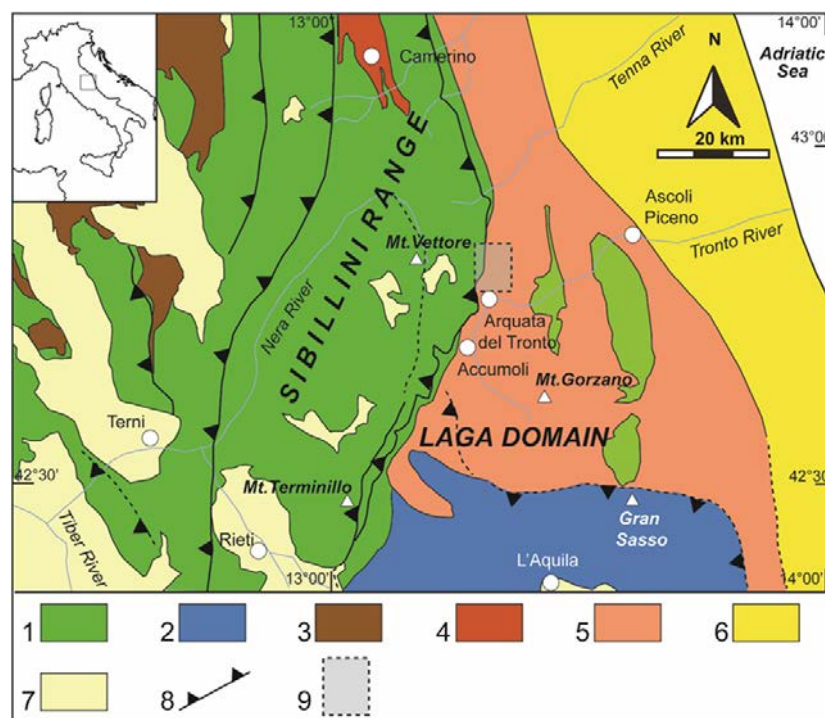 13°00'
14°00'
Camerino
Tenna River
N
Adriatic
Sea
20 km
43°00'
SIBILLINI RANGE
Ascoli
Piceno
Mt.Vettore
Tronto River
Nera River
Arquata
del Tronto
Accumoli
Mt.Gorzano
Terni
LAGA DOMAIN
42°30'
42°30'
Mt.Terminillo
Tiber River
Rieti
Gran
Sasso
L'Aquila
13°00'
14°00'
1
2
3
4
5
6
7
8
9